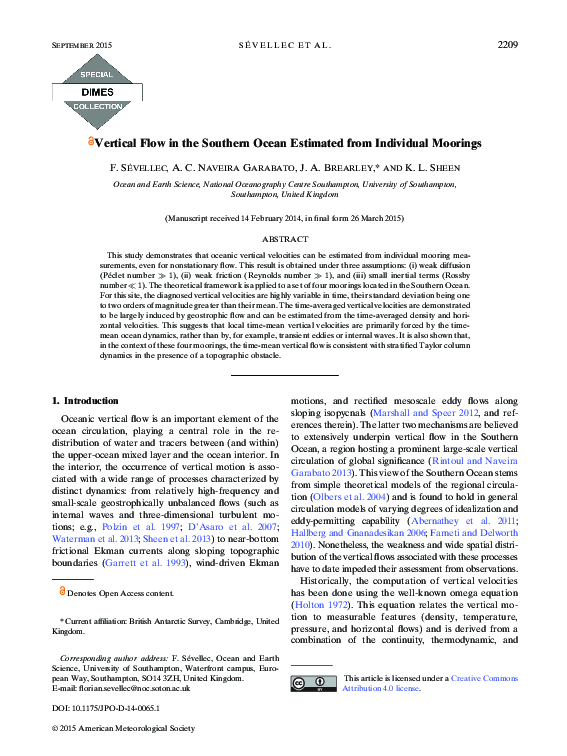 SEPTEMBER 2015
SÉVELLEC ET AL.
2209
SPECIAL
DIMES
COLLECTION
Vertical Flow in the Southern Ocean Estimated from Individual Moorings
F. SÉVELLEC, A. C. NAVEIRA GARABATO, J. A. BREARLEY,* AND K. L. SHEEN
Ocean and Earth Science, National Oceanography Centre Southampton, University of Southampton,
Southampton, United Kingdom
(Manuscript received 14 February 2014, in final form 26 March 2015)
ABSTRACT
This study demonstrates that oceanic vertical velocities can be estimated from individual mooring mea-
surements, even for nonstationary flow. This result is obtained under three assumptions: (i) weak diffusion
(Péclet number ≫ 1), (ii) weak friction (Reynolds number ≫ 1), and (iii) small inertial terms (Rossby
number ≪ 1). The theoretical framework is applied to a set of four moorings located in the Southern Ocean.
For this site, the diagnosed vertical velocities are highly variable in time, their standard deviation being one
to two orders of magnitude greater than their mean. The time-averaged vertical velocities are demonstrated
to be largely induced by geostrophic flow and can be estimated from the time-averaged density and hori-
zontal velocities. This suggests that local time-mean vertical velocities are primarily forced by the time-
mean ocean dynamics, rather than by, for example, transient eddies or internal waves. It is also shown that,
in the context of these four moorings, the time-mean vertical flow is consistent with stratified Taylor column
dynamics in the presence of a topographic obstacle.
1. Introduction
Oceanic vertical flow is an important element of the
ocean circulation, playing a central role in the re-
distribution of water and tracers between (and within)
the upper-ocean mixed layer and the ocean interior. In
the interior, the occurrence of vertical motion is asso-
ciated with a wide range of processes characterized by
distinct dynamics: from relatively high-frequency and
small-scale geostrophically unbalanced flows (such as
internal waves and three-dimensional turbulent mo-
tions; e.g., Polzin et al. 1997; D'Asaro et al. 2007;
Waterman et al. 2013; Sheen et al. 2013) to near-bottom
frictional Ekman currents along sloping topographic
boundaries (Garrett et al. 1993), wind-driven Ekman
Denotes Open Access content.
* Current affiliation: British Antarctic Survey, Cambridge, United
Kingdom.
Corresponding author address: F. Sévellec, Ocean and Earth
Science, University of Southampton, Waterfront campus, Euro-
pean Way, Southampton, SO14 3ZH, United Kingdom.
E-mail: florian.sevellec@noc.soton.ac.uk
DOI: 10.1175/JPO-D-14-0065.1
© 2015 American Meteorological Society
motions, and rectified mesoscale eddy flows along
sloping isopycnals (Marshall and Speer 2012, and ref-
erences therein). The latter two mechanisms are believed
to extensively underpin vertical flow in the Southern
Ocean, a region hosting a prominent large-scale vertical
circulation of global significance (Rintoul and Naveira
Garabato 2013). This view of the Southern Ocean stems
from simple theoretical models of the regional circula-
tion (Olbers et al. 2004) and is found to hold in general
circulation models of varying degrees of idealization and
eddy-permitting capability (Abernathey et al. 2011;
Hallberg and Gnanadesikan 2006; Farneti and Delworth
2010). Nonetheless, the weakness and wide spatial distri-
bution of the vertical flows associated with these processes
have to date impeded their assessment from observations.
Historically, the computation of vertical velocities
has been done using the well-known omega equation
(Holton 1972). This equation relates the vertical mo-
tion to measurable features (density, temperature,
pressure, and horizontal flows) and is derived from a
combination of the continuity, thermodynamic, and
This article is licensed under a Creative Commons
Attribution 4.0 license.